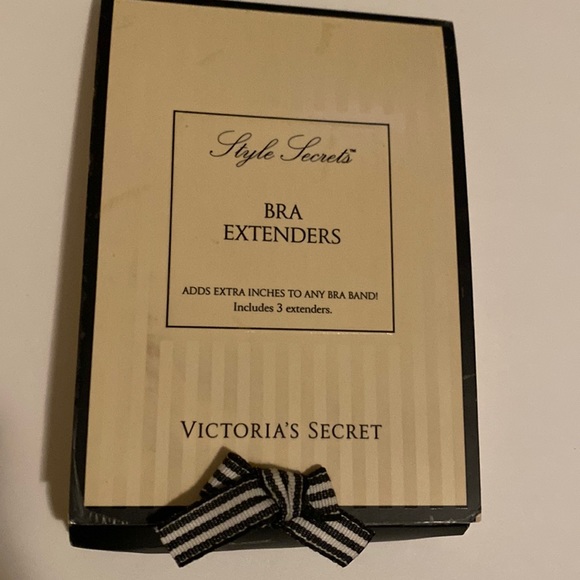 Style Secrets™
BRA
EXTENDERS
ADDS EXTRA INCHES TO ANY BRA BAND!
Includes 3 extenders.
VICTORIA'S SECRET